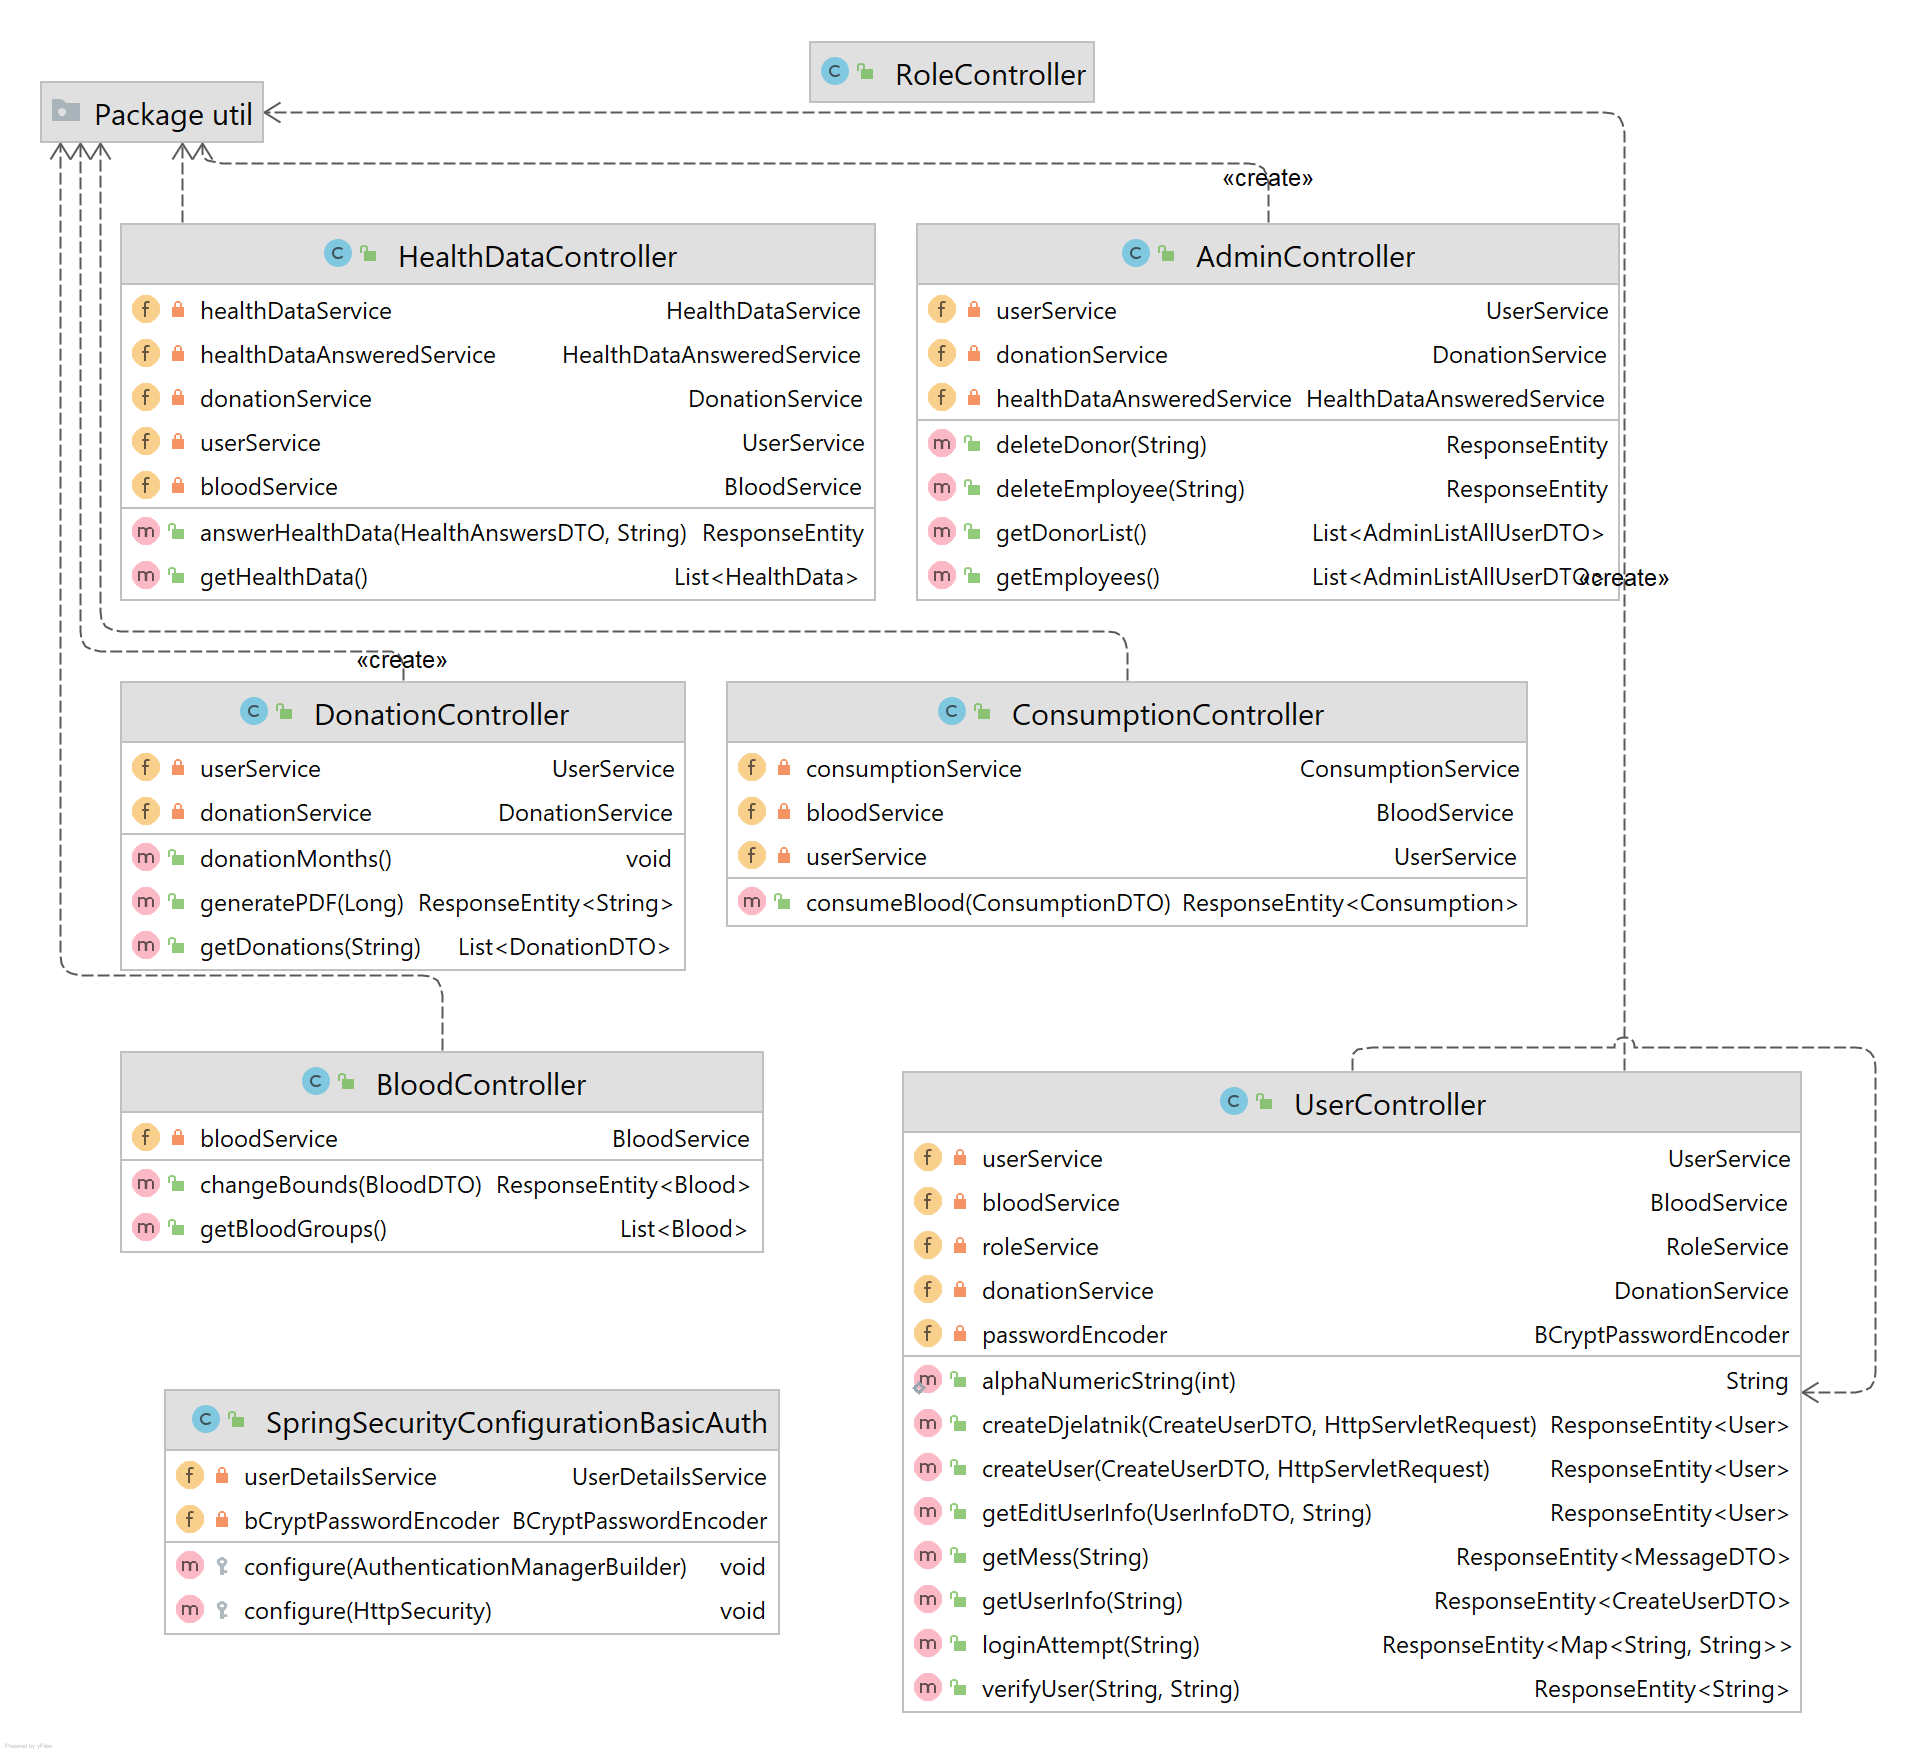 RoleController
Package util
«create»
HealthDataController
healthDataService HealthDataService
healthDataAnsweredService HealthDataAnsweredService
donationService DonationService
userService UserService
bloodService BloodService
answerHealthData(HealthAnswersDTO, String) ResponseEntity
getHealthData() List<HealthData>
AdminController
userService UserService
donationService DonationService
healthDataAnsweredService HealthDataAnsweredService
deleteDonor(String) ResponseEntity
deleteEmployee(String) ResponseEntity
getDonorList() List<AdminListAllUserDTO>
getEmployees() List<AdminListAllUserDTO>
«create»
«create»
DonationController
userService UserService
donationService DonationService
donationMonths() void
generatePDF(Long) ResponseEntity<String>
getDonations(String) List<DonationDTO>
ConsumptionController
consumptionService ConsumptionService
bloodService BloodService
userService UserService
consumeBlood(ConsumptionDTO) ResponseEntity<Consumption>
BloodController
bloodService BloodService
changeBounds(BloodDTO) ResponseEntity<Blood>
getBloodGroups() List<Blood>
UserController
userService UserService
bloodService BloodService
roleService RoleService
donationService DonationService
passwordEncoder BCryptPasswordEncoder
alphaNumericString(int) String
createDjelatnik(CreateUserDTO, HttpServletRequest) ResponseEntity<User>
createUser(CreateUserDTO, HttpServletRequest) ResponseEntity<User>
getEditUserInfo(UserInfoDTO, String) ResponseEntity<User>
getMess(String) ResponseEntity<MessageDTO>
getUserInfo(String) ResponseEntity<CreateUserDTO>
loginAttempt(String) ResponseEntity<Map<String, String>>
verifyUser(String, String) ResponseEntity<String>
SpringSecurityConfigurationBasicAuth
userDetailsService UserDetailsService
bCryptPasswordEncoder BCryptPasswordEncoder
configure(AuthenticationManagerBuilder) void
configure(HttpSecurity) void
Powered by yFiles